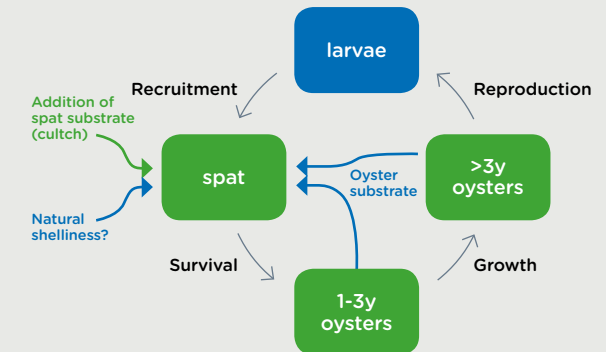 larvae
Recruitment
Reproduction
Addition of
spat substrate
(cultch)
spat
Oyster
substrate
>3y
oysters
Natural
shelliness?
Survival
Growth
1-3y
oysters